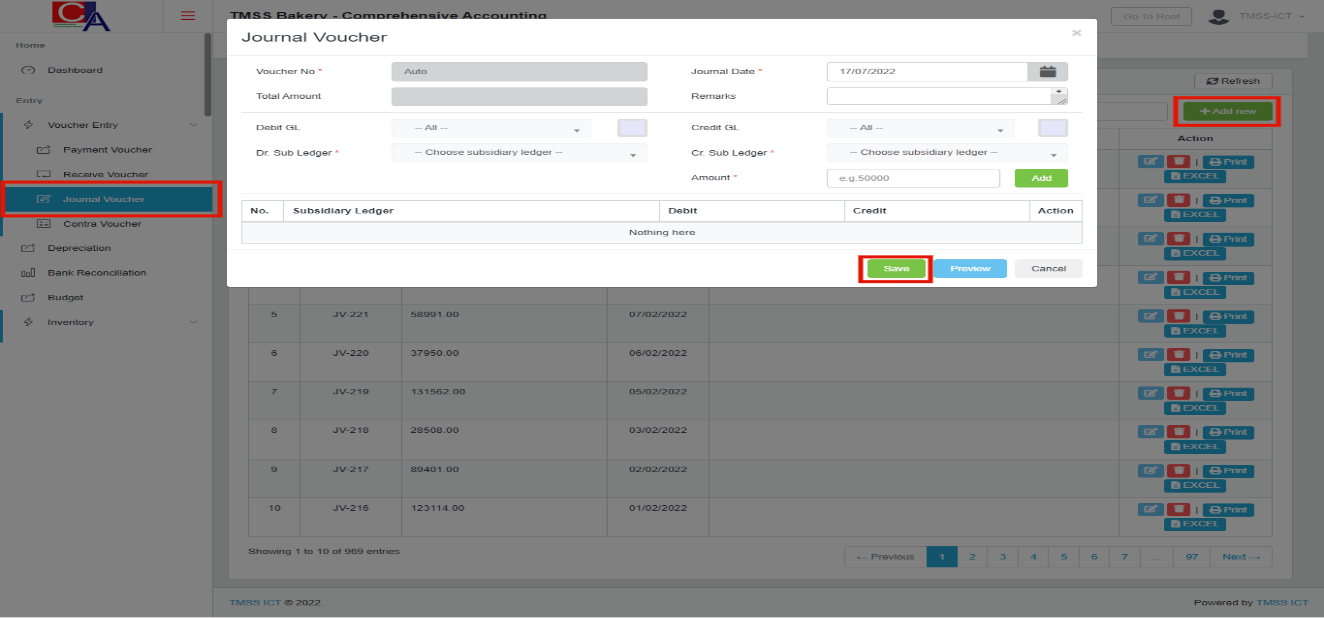 CA
TMSS Bakery - Comprehensive Accounting
Go To Root
TMSS-ICT
Home
Dashboard
Entry
Voucher Entry
Payment Voucher
Receive Voucher
Journal Voucher
Contra Voucher
Depreciation
Bank Reconciliation
Budget
Inventory
Journal Voucher
×
Voucher No *
Auto
Journal Date *
17/07/2022
Total Amount
Remarks
Debit GL
-- All --
Credit GL
-- All --
Dr. Sub Ledger *
-- Choose subsidiary ledger --
Cr. Sub Ledger *
-- Choose subsidiary ledger --
Amount *
e.g.50000
Add
No. Subsidiary Ledger Debit Credit Action
Nothing here
Save
Preview
Cancel
Refresh
+ Add new
Action
| Print
EXCEL
| Print
EXCEL
| Print
EXCEL
| Print
EXCEL
5 JV-221 58991.00 07/02/2022 | Print
EXCEL
6 JV-220 37950.00 06/02/2022 | Print
EXCEL
7 JV-219 131562.00 05/02/2022 | Print
EXCEL
8 JV-218 28508.00 03/02/2022 | Print
EXCEL
9 JV-217 89401.00 02/02/2022 | Print
EXCEL
10 JV-216 123114.00 01/02/2022 | Print
EXCEL
Showing 1 to 10 of 969 entries
← Previous 1 2 3 4 5 6 7 ... 97 Next →
TMSS ICT © 2022.
Powered by TMSS ICT